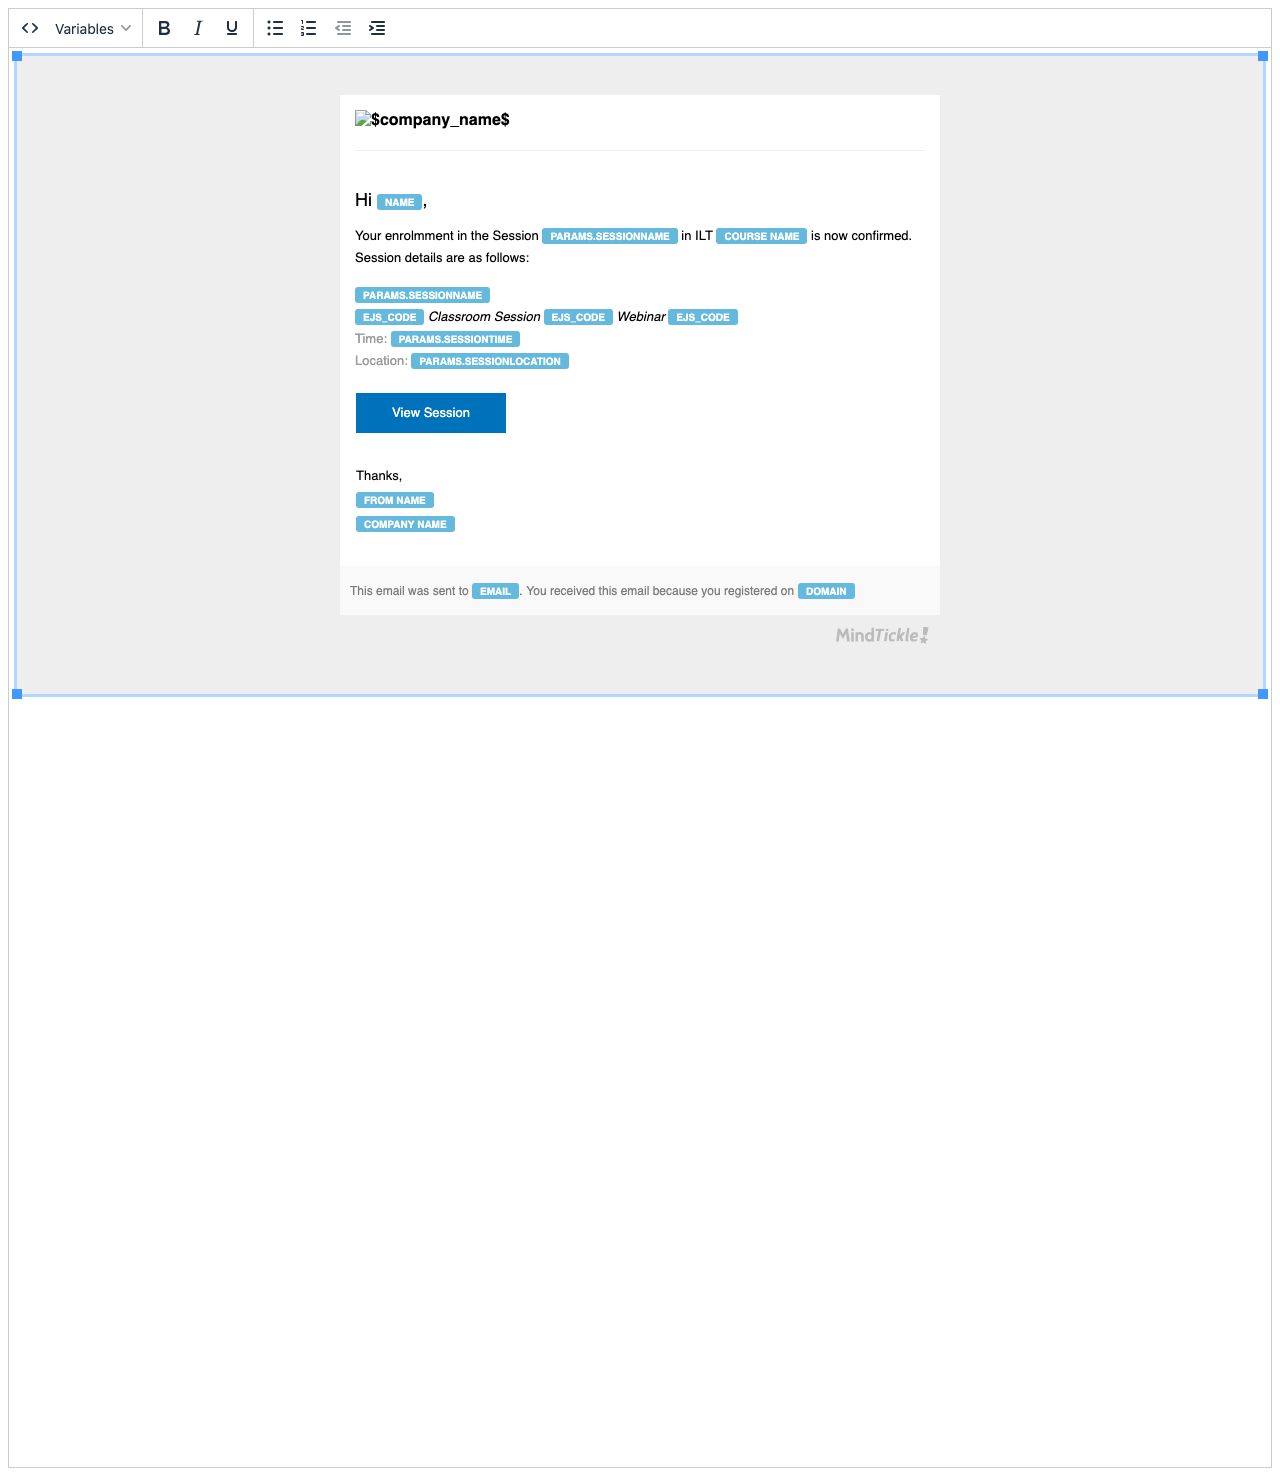 Variables B I U
$company_name$
Hi NAME ,
Your enrolmment in the Session PARAMS.SESSIONNAME in ILT COURSE NAME is now confirmed.
Session details are as follows:
PARAMS.SESSIONNAME
EJS_CODE Classroom Session EJS_CODE Webinar EJS_CODE
Time: PARAMS.SESSIONTIME
Location: PARAMS.SESSIONLOCATION
View Session
Thanks,
FROM NAME
COMPANY NAME
This email was sent to EMAIL . You received this email because you registered on DOMAIN
MindTickle!